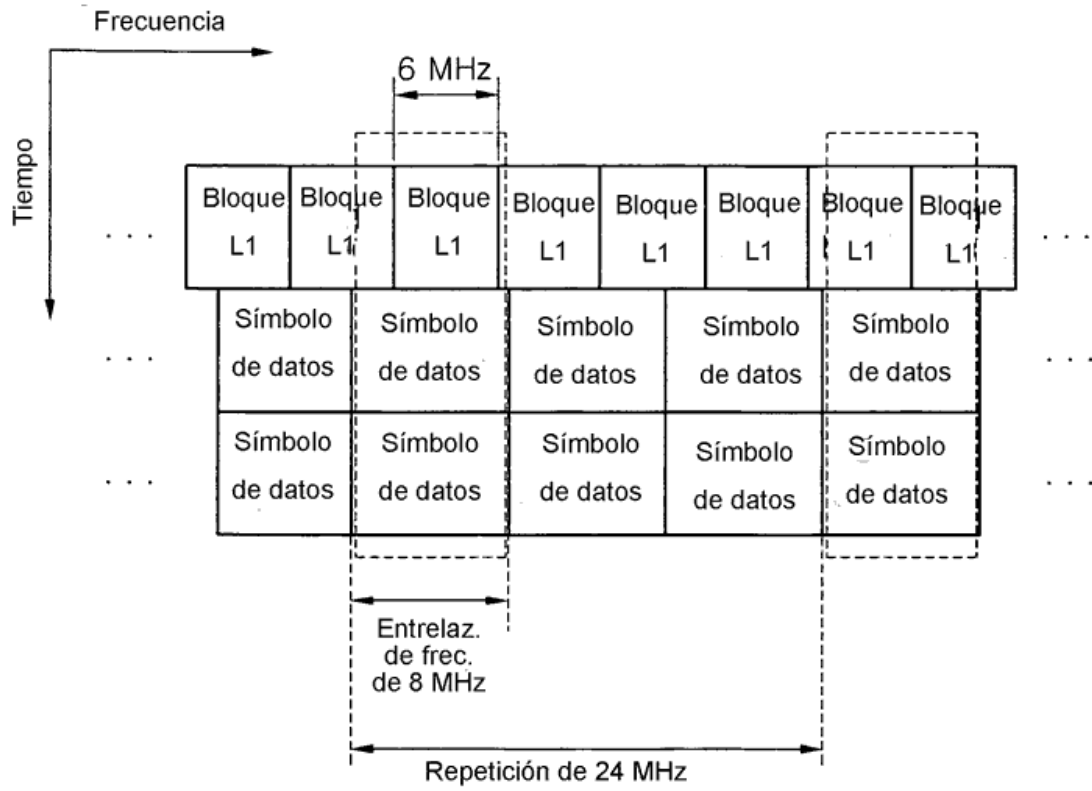 Frecuencia
6 MHz
Tiempo
Bloque Bloque Bloque Bloque Bloque Bloque Bloque Bloque
. . . L1 L1 L1 L1 L1 L1 L1 L1 . . .
Símbolo Símbolo Símbolo Símbolo Símbolo
. . . de datos de datos de datos de datos de datos . . .
Símbolo Símbolo Símbolo Símbolo Símbolo
. . . de datos de datos de datos de datos de datos . . .
Entrelaz.
de frec.
de 8 MHz
Repetición de 24 MHz